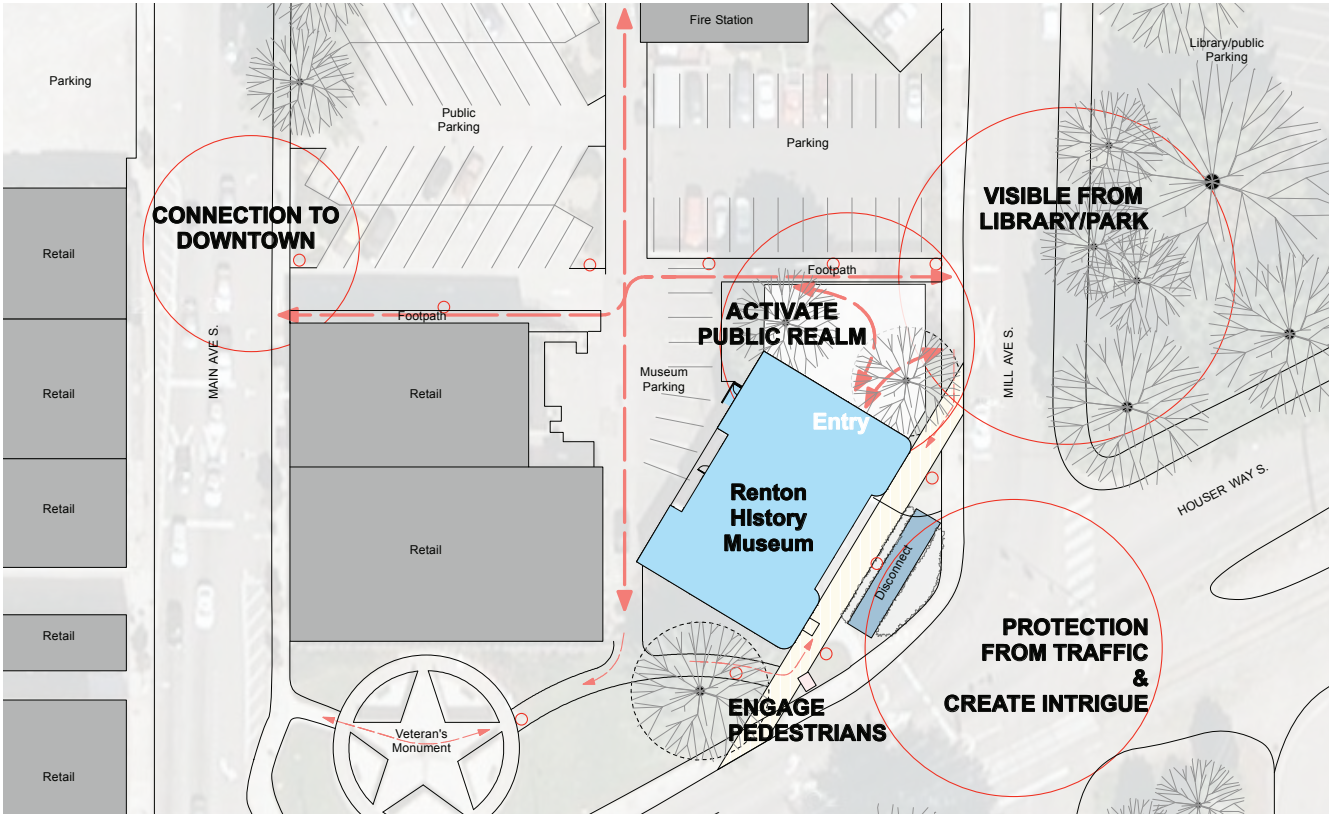 Fire Station
Library/public
Parking
Parking
Public
Parking
Parking
VISIBLE FROM
LIBRARY/PARK
CONNECTION TO
DOWNTOWN
Retail
Footpath
Footpath
ACTIVATE
PUBLIC REALM
MAIN AVE S.
MILL AVE S.
Museum
Parking
Retail
Retail
Entry
HOUSER WAY S.
Renton
HIstory
Museum
Retail
Retail
Disconnect
Retail
PROTECTION
FROM TRAFFIC
&
CREATE INTRIGUE
ENGAGE
PEDESTRIANS
Veteran's
Monument
Retail